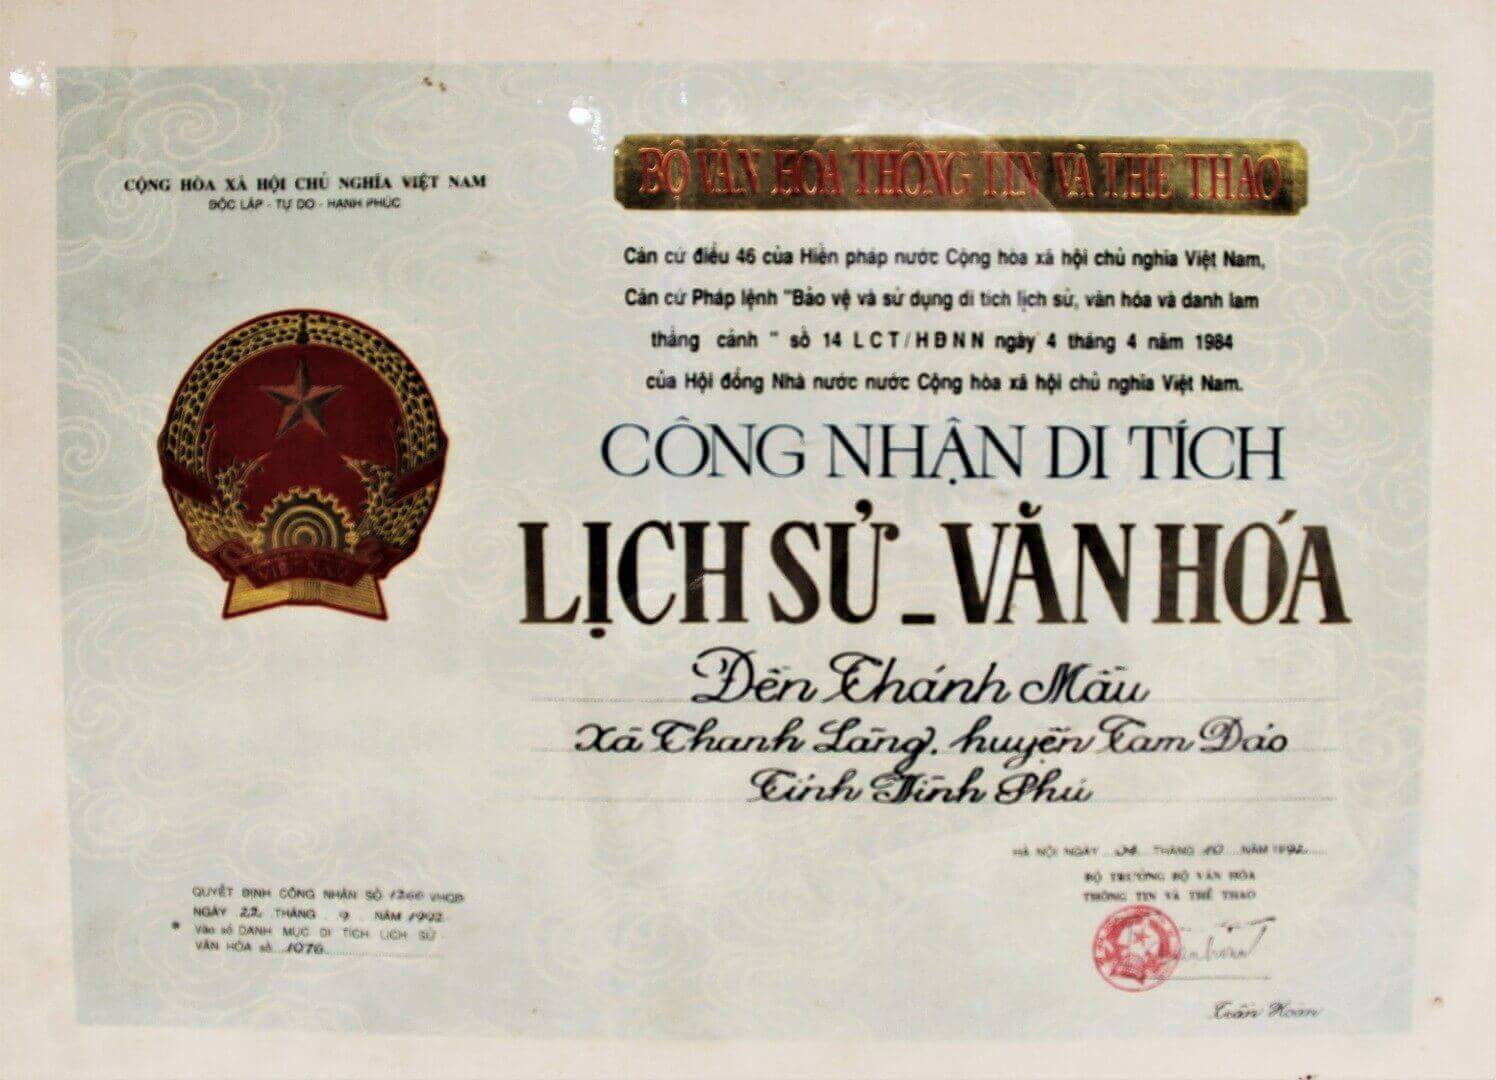 CỘNG HÒA XÃ HỘI CHỦ NGHĨA VIỆT NAM
ĐỘC LẬP - TỰ DO - HẠNH PHÚC
BỘ VĂN HÓA THÔNG TIN VÀ THỂ THAO
Căn cứ điều 46 của Hiến pháp nước Cộng hòa xã hội chủ nghĩa Việt Nam,
Căn cứ Pháp lệnh "Bảo vệ và sử dụng di tích lịch sử, văn hóa và danh lam
thắng cảnh " số 14 LCT/HĐNN ngày 4 tháng 4 năm 1984
của Hội đồng Nhà nước nước Cộng hòa xã hội chủ nghĩa Việt Nam.
VIỆT NAM
CÔNG NHẬN DI TÍCH
LỊCH SỬ _ VĂN HÓA
Đền Thánh Mẫu
Xã Thanh Lãng, huyện Tam Đảo
Tỉnh Vĩnh Phú
HÀ NỘI NGÀY 04 THÁNG 10 NĂM 1992
BỘ TRƯỞNG BỘ VĂN HÓA
THÔNG TIN VÀ THỂ THAO
Trần Hoàn
QUYẾT ĐỊNH CÔNG NHẬN SỐ 1266 VHQĐ
NGÀY 22 THÁNG 9 NĂM 1992
* Vào sổ DANH MỤC DI TÍCH LỊCH SỬ -
VĂN HÓA số 1076